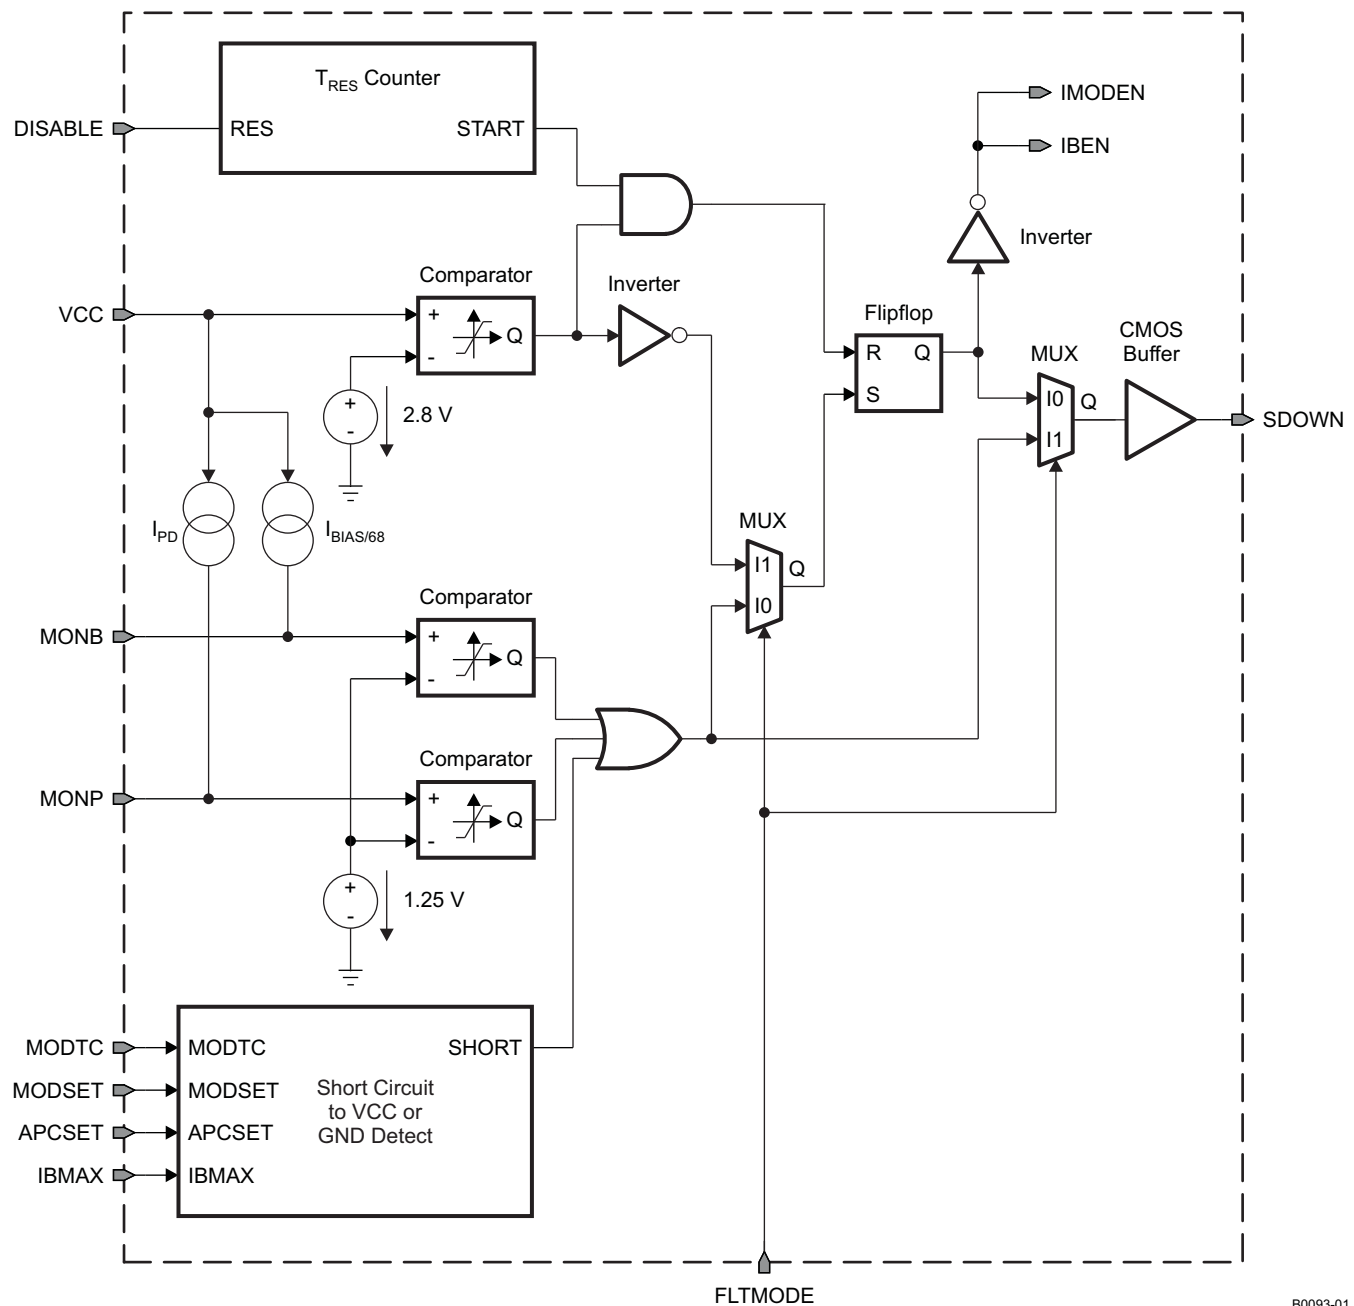 T_RES Counter
DISABLE
RES
START
IMODEN
IBEN
Inverter
Comparator
Inverter
VCC
+
-
Q
Flipflop
R
Q
S
CMOS
Buffer
MUX
I0
Q
I1
SDOWN
+
-
2.8 V
I_PD
I_BIAS/68
MUX
I1
Q
I0
Comparator
MONB
+
-
Q
Comparator
MONP
+
-
Q
+
-
1.25 V
MODTC
MODTC
SHORT
MODSET
MODSET
APCSET
APCSET
IBMAX
IBMAX
Short Circuit
to VCC or
GND Detect
FLTMODE
B0093-01